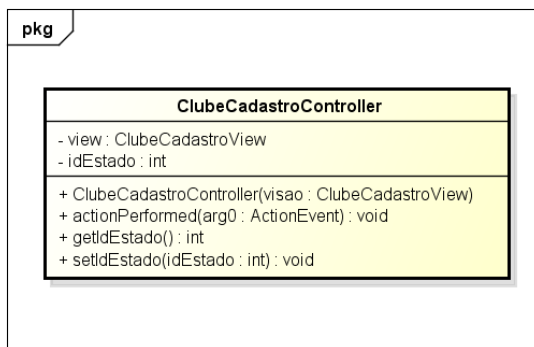 pkg
ClubeCadastroController
- view : ClubeCadastroView
- idEstado : int
+ ClubeCadastroController(visao : ClubeCadastroView)
+ actionPerformed(arg0 : ActionEvent) : void
+ getIdEstado() : int
+ setIdEstado(idEstado : int) : void